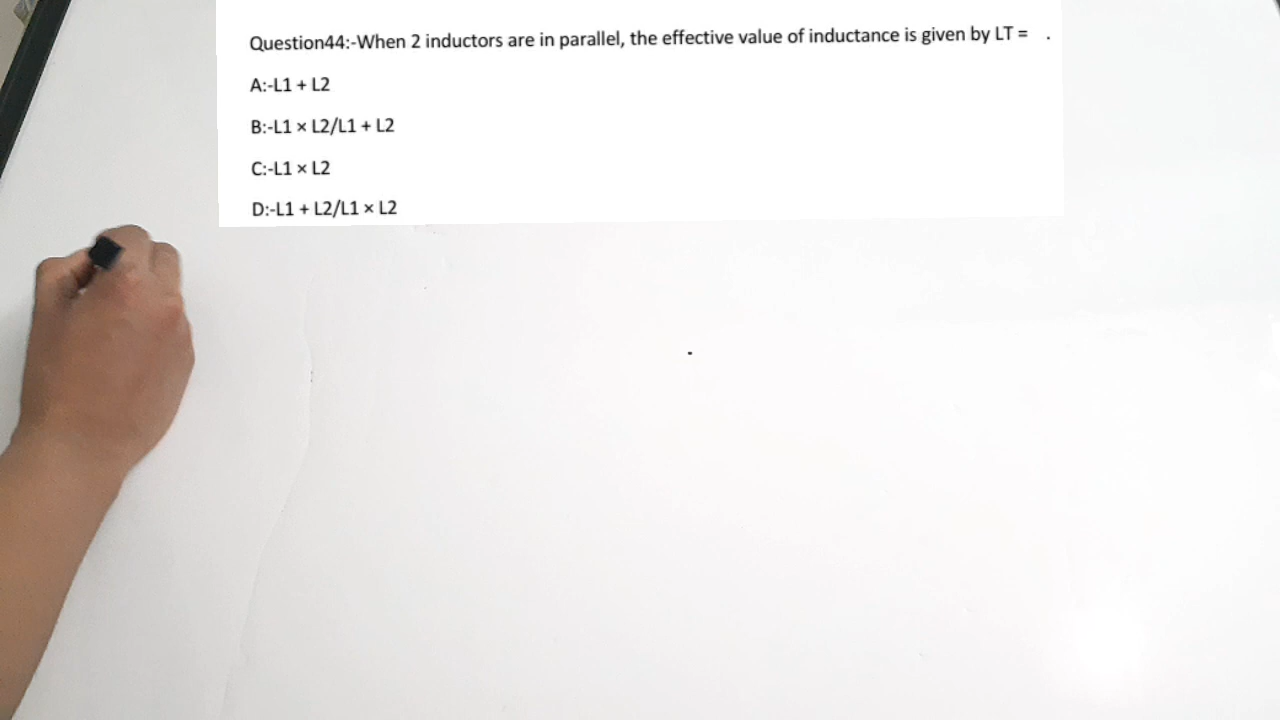 Question44:-When 2 inductors are in parallel, the effective value of inductance is given by LT = .
A:-L1 + L2
B:-L1 × L2/L1 + L2
C:-L1 × L2
D:-L1 + L2/L1 × L2